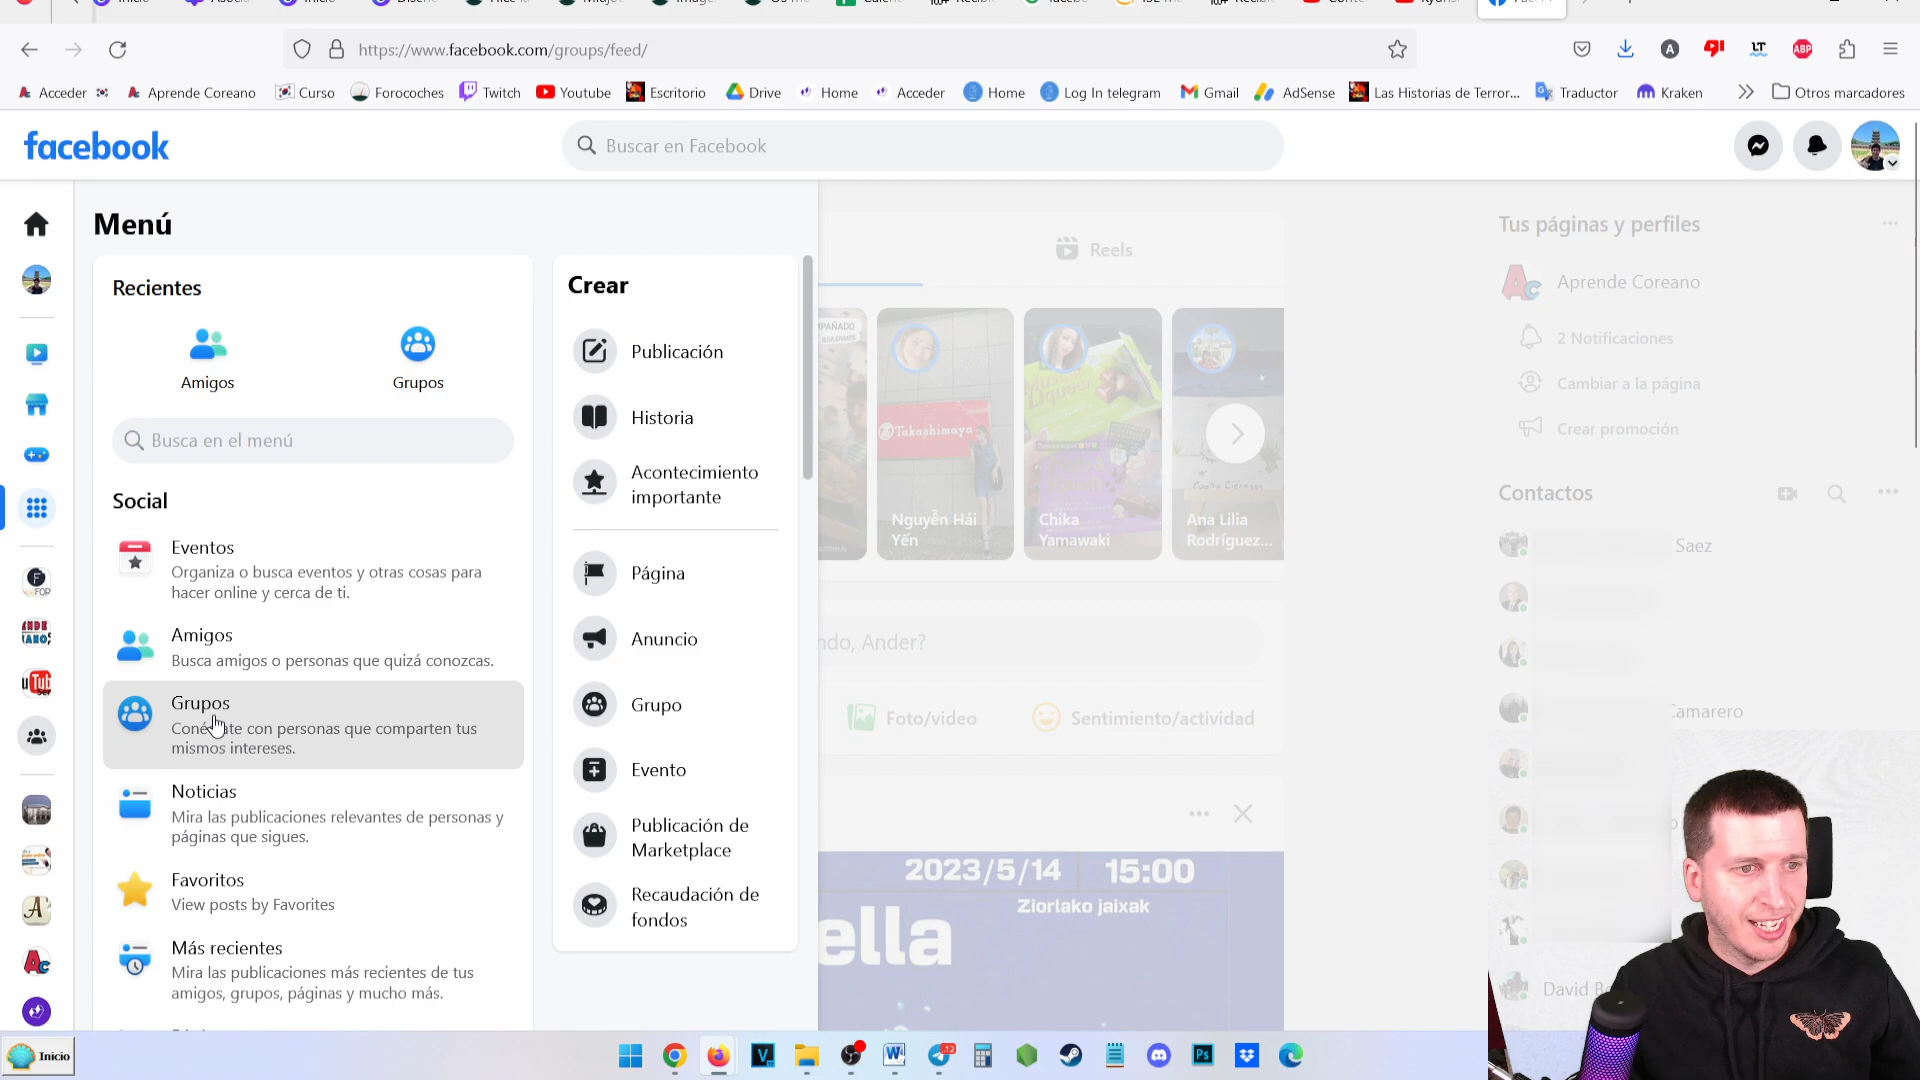 https://www.facebook.com/groups/feed/
Acceder
Aprende Coreano
Curso
Forocoches
Twitch
Youtube
Escritorio
Drive
Home
Acceder
Home
Log In telegram
Gmail
AdSense
Las Historias de Terror...
Traductor
Kraken
Otros marcadores
facebook
Buscar en Facebook
Menú
Recientes
Amigos
Grupos
Busca en el menú
Social
Eventos
Organiza o busca eventos y otras cosas para
hacer online y cerca de ti.
Amigos
Busca amigos o personas que quizá conozcas.
Grupos
Conéctate con personas que comparten tus
mismos intereses.
Noticias
Mira las publicaciones relevantes de personas y
páginas que sigues.
Favoritos
View posts by Favorites
Más recientes
Mira las publicaciones más recientes de tus
amigos, grupos, páginas y mucho más.
Crear
Publicación
Historia
Acontecimiento
importante
Página
Anuncio
Grupo
Evento
Publicación de
Marketplace
Recaudación de
fondos
Reels
Takashimaya
Nguyễn Hải
Yến
Chika
Yamawaki
Ana Lilia
Rodríguez...
ndo, Ander?
Foto/video
Sentimiento/actividad
2023/5/14
15:00
Ziorlako jaixak
ella
Tus páginas y perfiles
Aprende Coreano
2 Notificaciones
Cambiar a la página
Crear promoción
Contactos
Saez
Camarero
David
Inicio